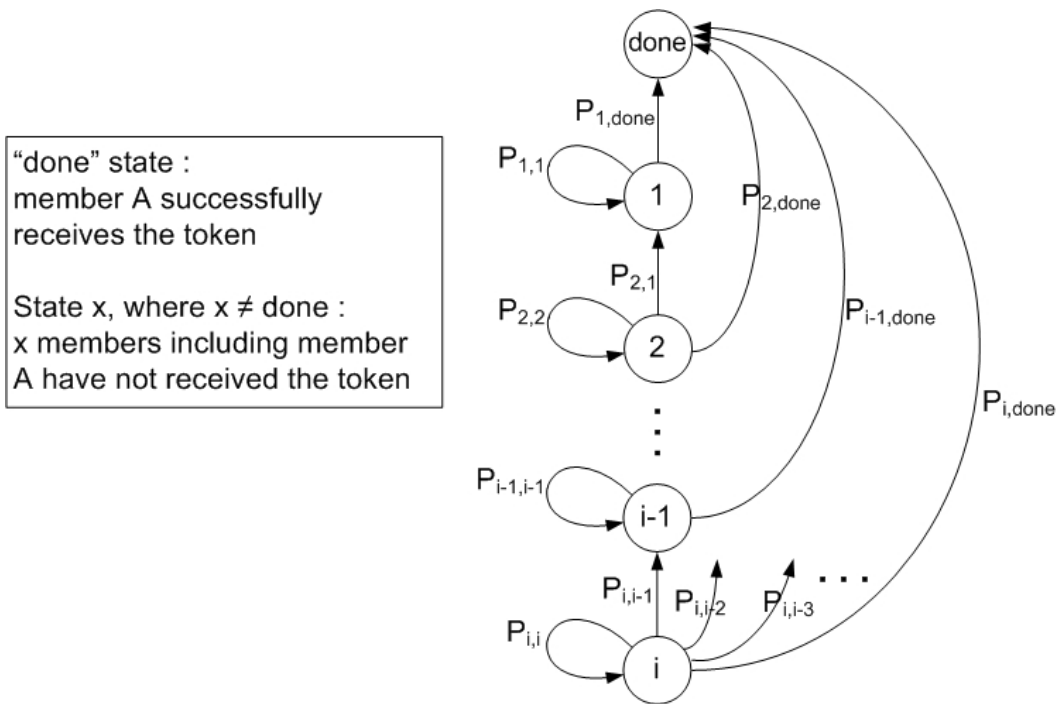 “done” state :
member A successfully
receives the token
State x, where x ≠ done :
x members including member
A have not received the token
done
P1,done
P1,1
1
P2,done
P2,1
P2,2
2
Pi-1,done
Pi,done
Pi-1,i-1
i-1
Pi,i-1
Pi,i-2
Pi,i-3
Pi,i
i